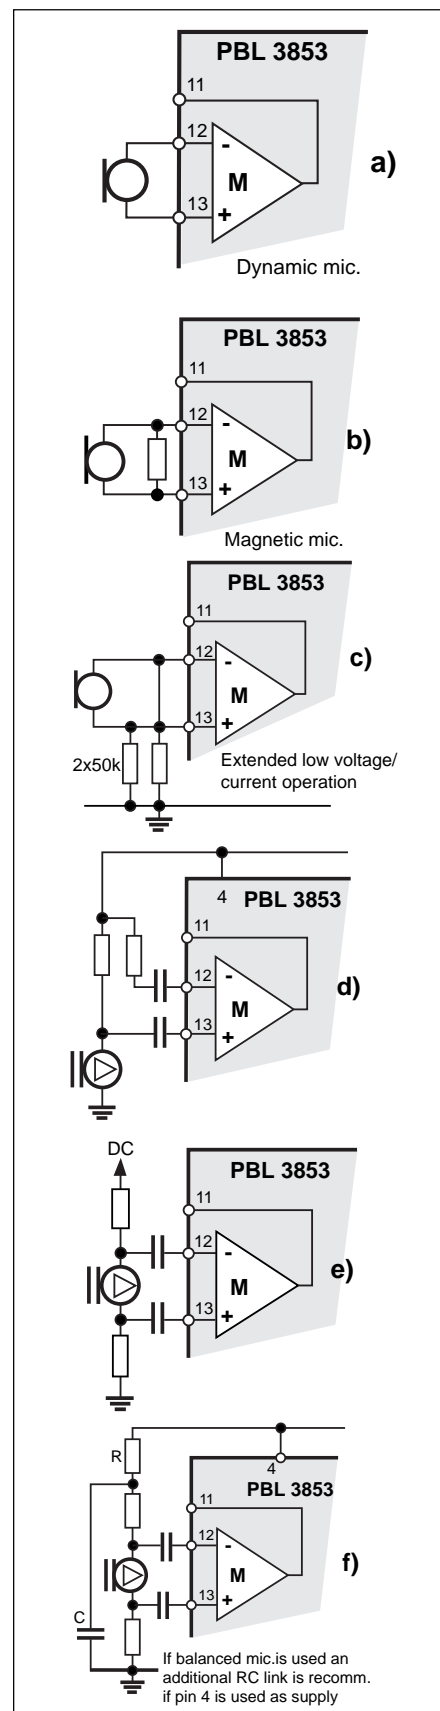 PBL 3853
11
12
-
M
a)
13
+
Dynamic mic.
PBL 3853
11
12
-
M
b)
13
+
Magnetic mic.
PBL 3853
11
12
-
c)
M
13
+
2x50k
Extended low voltage/
current operation
4
PBL 3853
11
12
-
M
d)
13
+
DC
PBL 3853
11
12
-
M
e)
13
+
R
4
PBL 3853
11
12
-
M
f)
13
+
C
If balanced mic.is used an
additional RC link is recomm.
if pin 4 is used as supply